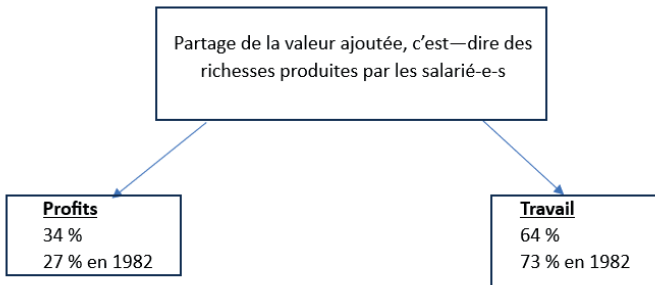 Partage de la valeur ajoutée, c’est—dire des
richesses produites par les salarié-e-s
Profits
34 %
27 % en 1982
Travail
64 %
73 % en 1982